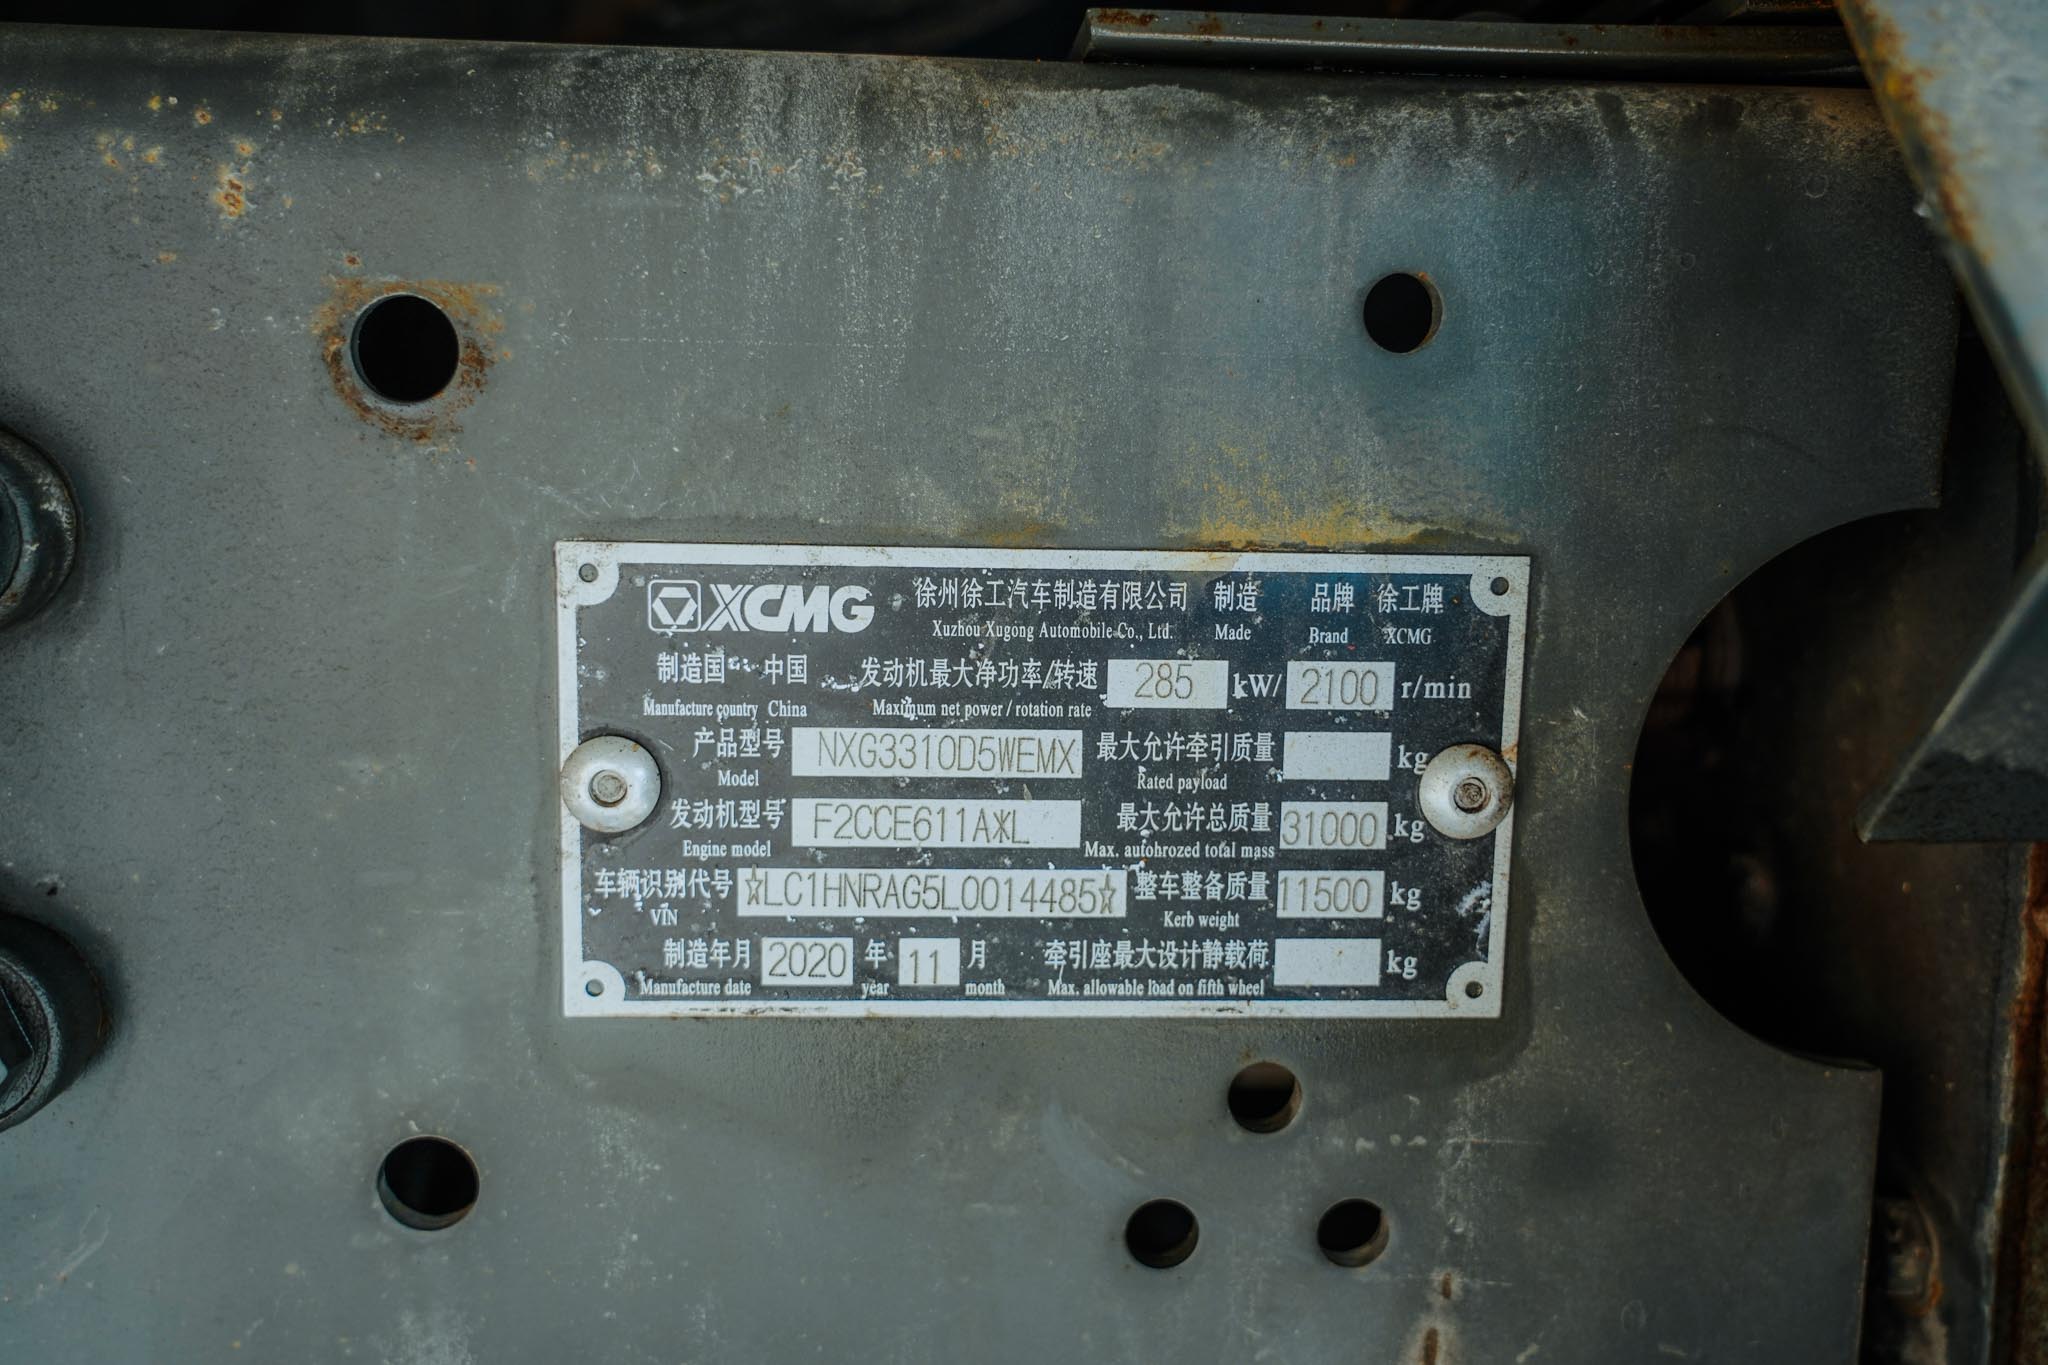 XCMG 徐州徐工汽车制造有限公司 制造 品牌 徐工牌
Xuzhou Xugong Automobile Co., Ltd. Made Brand XCMG
制造国 中国 发动机最大净功率/转速 285 kW/ 2100 r/min
Manufacture country China Maximum net power / rotation rate
产品型号 NXG3310D5WEMX 最大允许牵引质量 kg
Model Rated payload
发动机型号 F2CCE611A*L 最大允许总质量 31000 kg
Engine model Max. autohrozed total mass
车辆识别代号 ☆LC1HNRAG5L0014485☆ 整车整备质量 11500 kg
VIN Kerb weight
制造年月 2020 年 11 月 牵引座最大设计静载荷 kg
Manufacture date year month Max. allowable load on fifth wheel